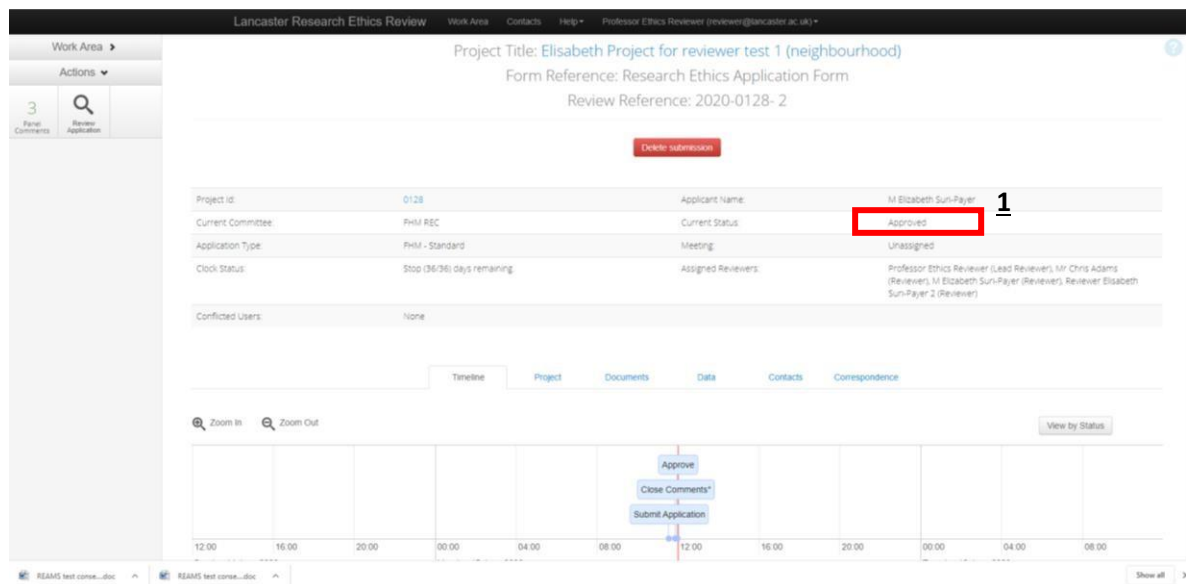 Lancaster Research Ethics Review Work Area Contacts Help Professor Ethics Reviewer (reviewer@lancaster.ac.uk)
Work Area
Actions
3
Panel Comments
Review Application
Project Title: Elisabeth Project for reviewer test 1 (neighbourhood)
Form Reference: Research Ethics Application Form
Review Reference: 2020-0128- 2
Delete submission
Project Id: 0128 Applicant Name: M Elizabeth Suri-Payer
1
Current Committee: FHM REC Current Status: Approved
Application Type: FHM - Standard Meeting: Unassigned
Clock Status: Stop (36/36) days remaining. Assigned Reviewers: Professor Ethics Reviewer (Lead Reviewer), Mr Chris Adams
(Reviewer), M Elizabeth Suri-Payer (Reviewer), Reviewer Elisabeth
Suri-Payer 2 (Reviewer)
Conflicted Users: None
Timeline Project Documents Data Contacts Correspondence
Zoom In Zoom Out View by Status
Approve
Close Comments*
Submit Application
12:00 16:00 20:00 00:00 04:00 08:00 12:00 16:00 20:00 00:00 04:00 08:00
REAMS test conse....doc REAMS test conse....doc Show all